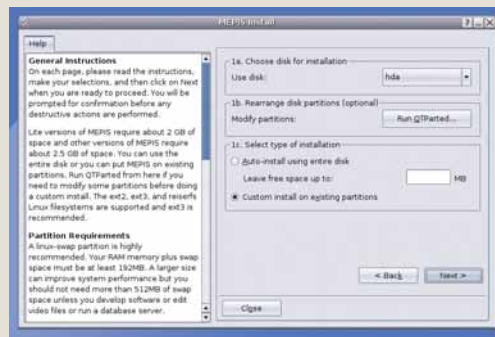 MEPIS Install
Help
General Instructions
On each page, please read the instructions,
make your selections, and then click on Next
when you are ready to proceed. You will be
prompted for confirmation before any
destructive actions are performed.
Lite versions of MEPIS require about 2 GB of
space and other versions of MEPIS require
about 2.5 GB of space. You can use the
entire disk or you can put MEPIS on existing
partitions. Run QTParted from here if you
need to modify some partitions before doing
a custom install. The ext2, ext3, and reiserfs
Linux filesystems are supported and ext3 is
recommended.
Partition Requirements
A linux-swap partition is highly
recommended. Your RAM memory plus swap
space must be at least 192MB. A larger size
can improve system performance but you
should not need more than 512MB of swap
space unless you develop software or edit
video files or run a database server.
1a. Choose disk for installation
Use disk:
hda
1b. Rearrange disk partitions (optional)
Modify partitions:
Run QTParted...
1c. Select type of installation
Auto-install using entire disk
Leave free space up to:
MB
Custom install on existing partitions
< Back
Next >
Close